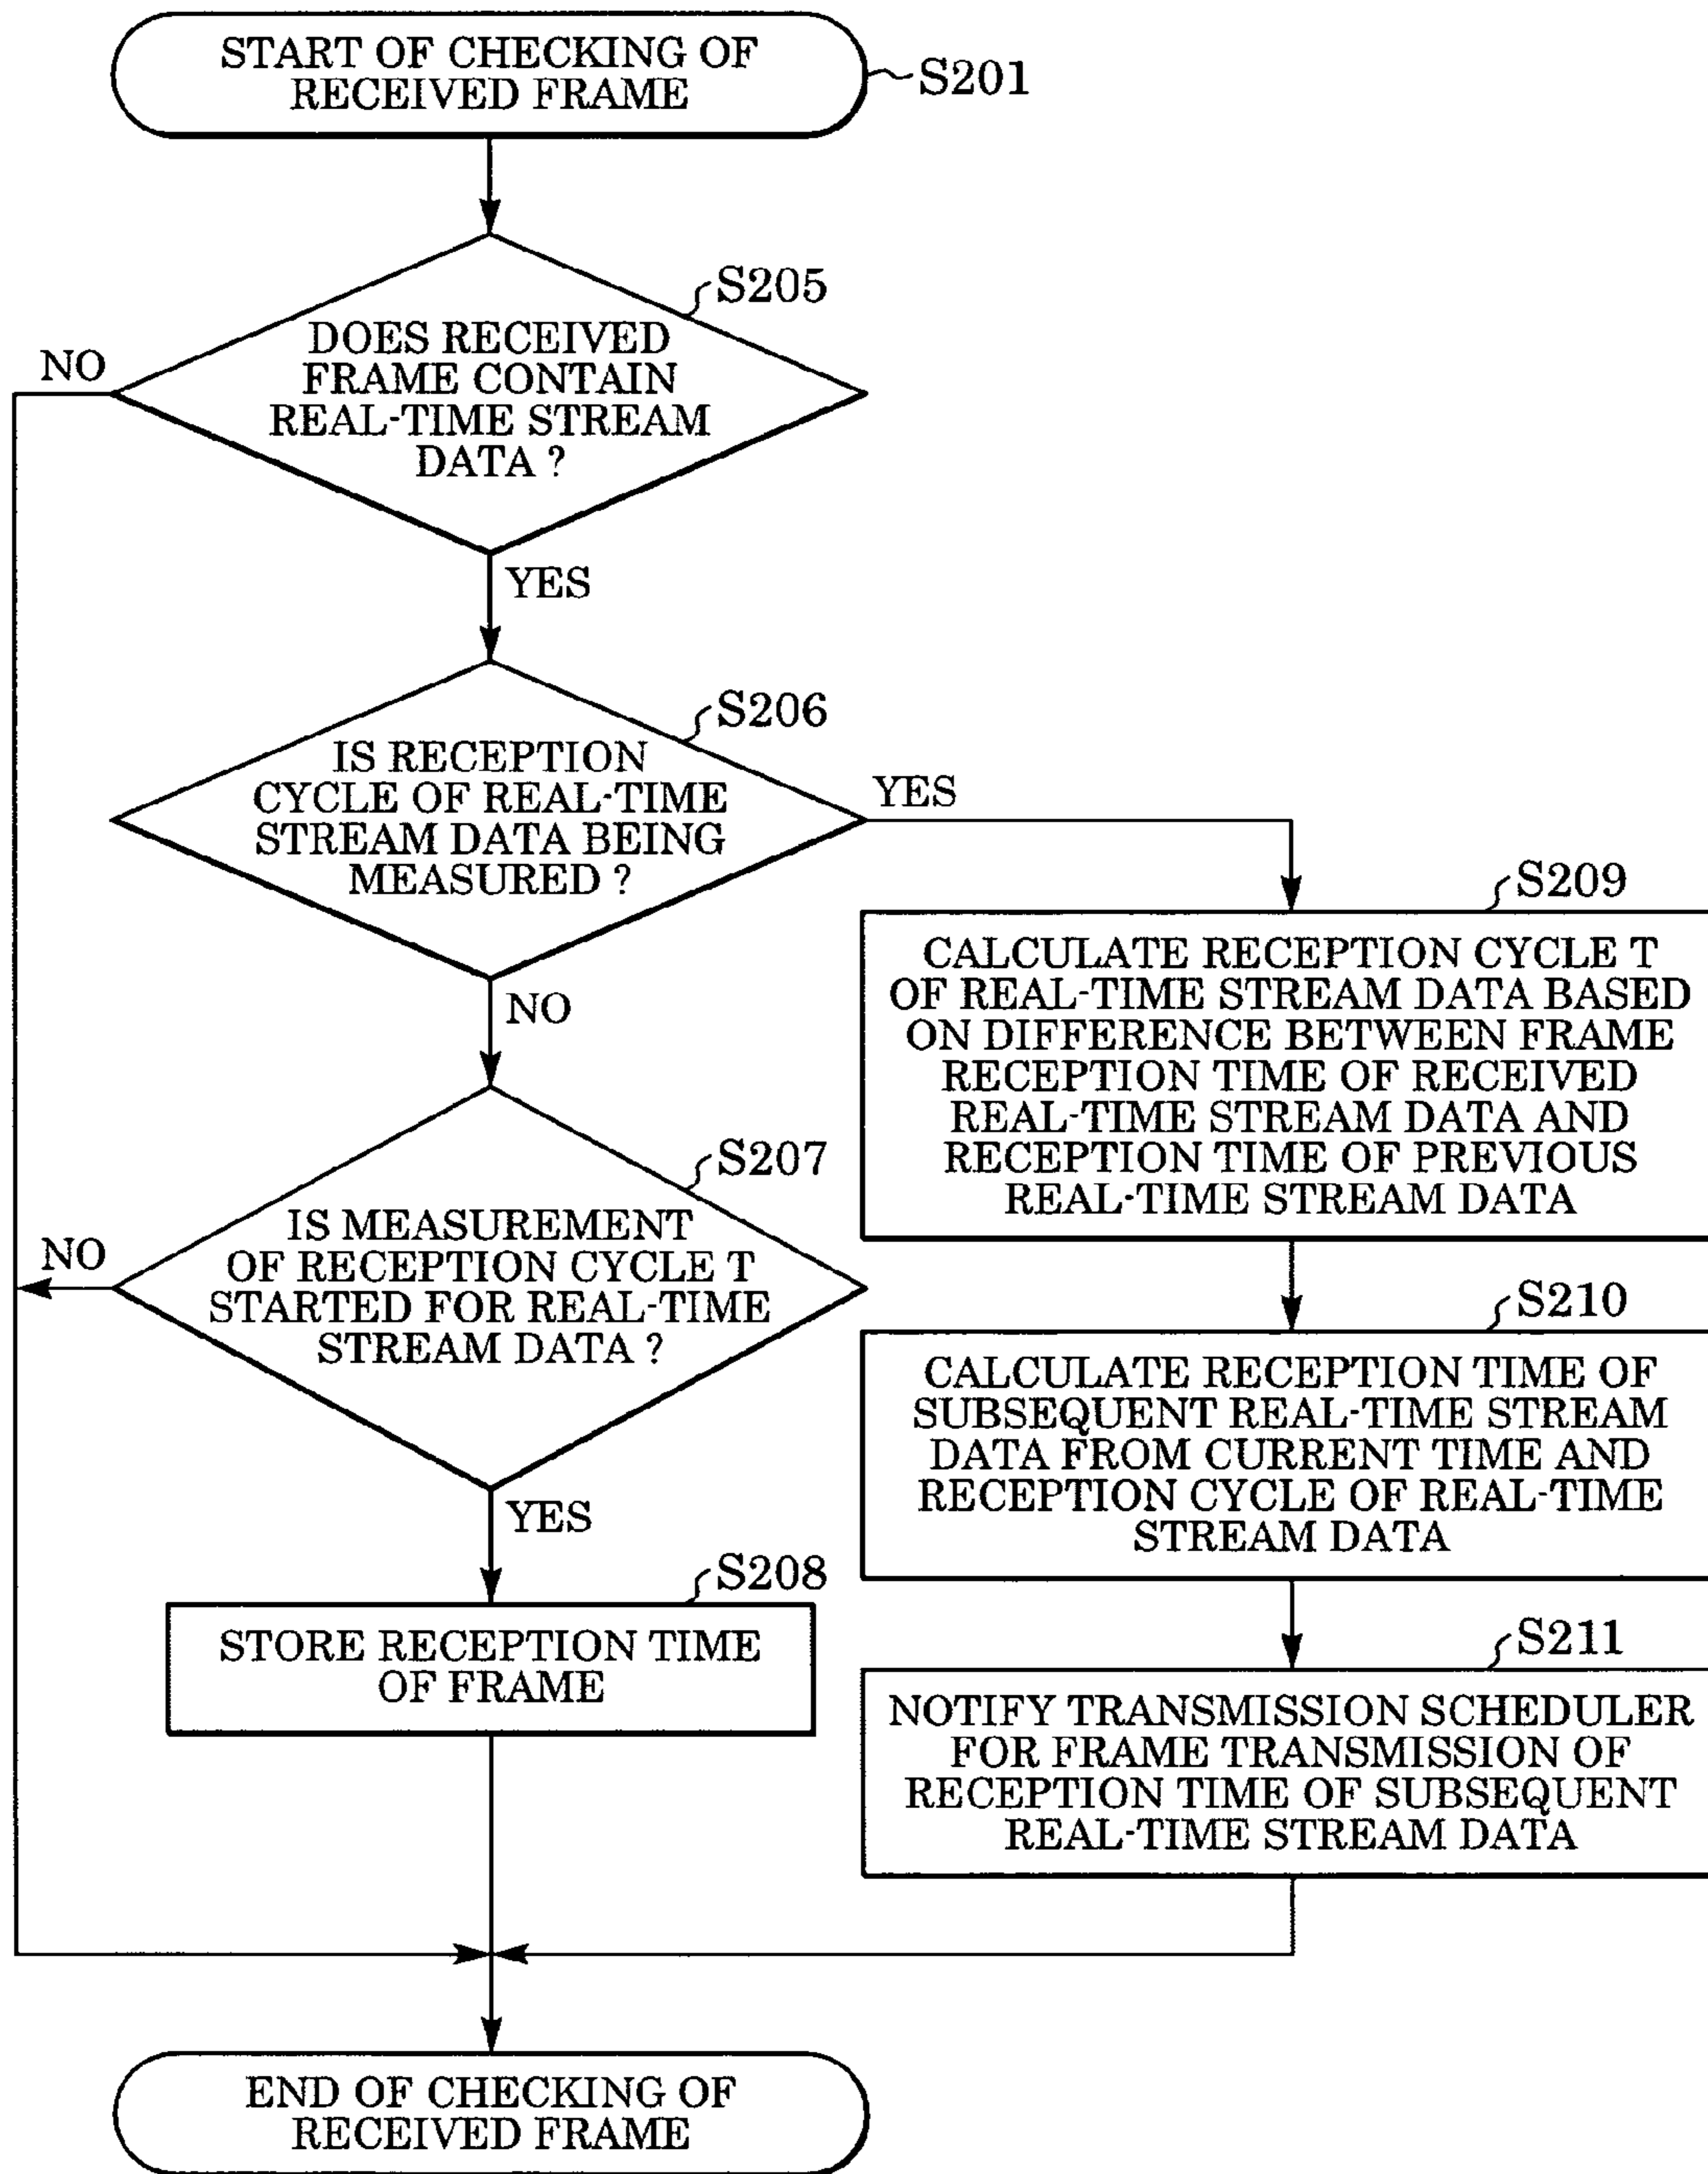 START OF CHECKING OF
RECEIVED FRAME
S201
S205
DOES RECEIVED
FRAME CONTAIN
REAL-TIME STREAM
DATA ?
NO
YES
S206
IS RECEPTION
CYCLE OF REAL-TIME
STREAM DATA BEING
MEASURED ?
YES
NO
S207
IS MEASUREMENT
OF RECEPTION CYCLE T
STARTED FOR REAL-TIME
STREAM DATA ?
NO
YES
S208
STORE RECEPTION TIME
OF FRAME
S209
CALCULATE RECEPTION CYCLE T
OF REAL-TIME STREAM DATA BASED
ON DIFFERENCE BETWEEN FRAME
RECEPTION TIME OF RECEIVED
REAL-TIME STREAM DATA AND
RECEPTION TIME OF PREVIOUS
REAL-TIME STREAM DATA
S210
CALCULATE RECEPTION TIME OF
SUBSEQUENT REAL-TIME STREAM
DATA FROM CURRENT TIME AND
RECEPTION CYCLE OF REAL-TIME
STREAM DATA
S211
NOTIFY TRANSMISSION SCHEDULER
FOR FRAME TRANSMISSION OF
RECEPTION TIME OF SUBSEQUENT
REAL-TIME STREAM DATA
END OF CHECKING OF
RECEIVED FRAME